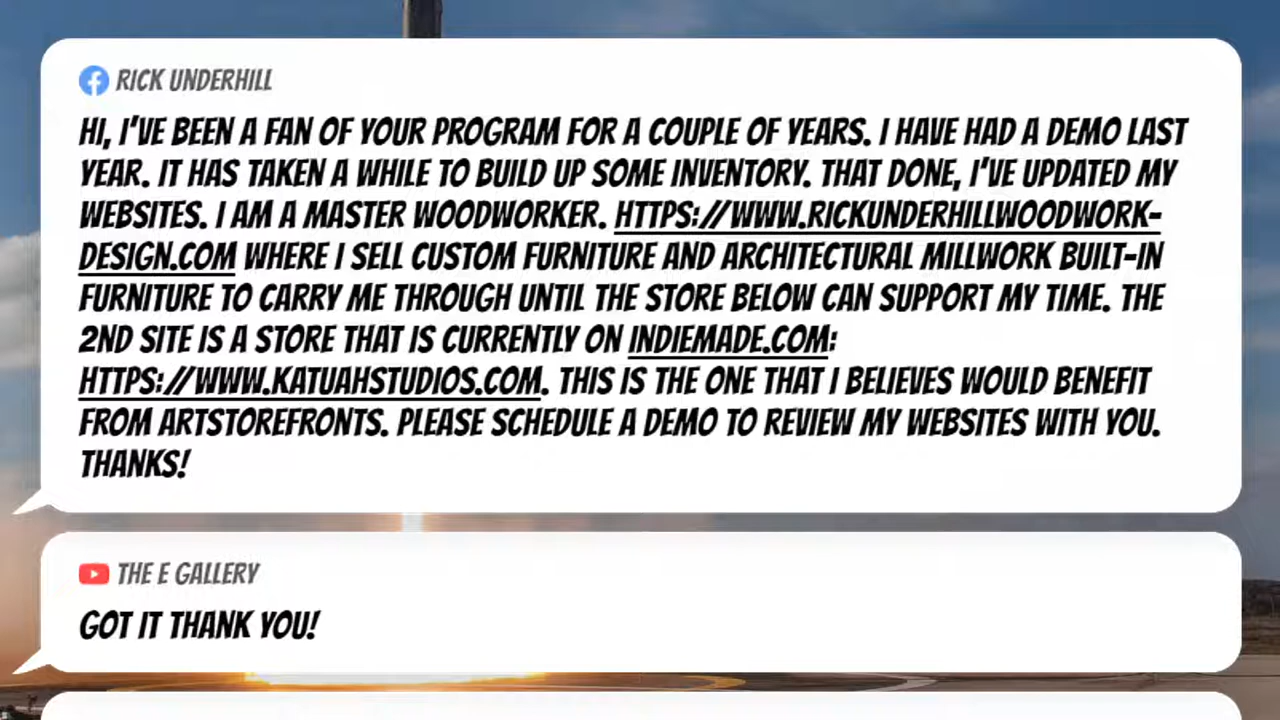 RICK UNDERHILL
HI, I'VE BEEN A FAN OF YOUR PROGRAM FOR A COUPLE OF YEARS. I HAVE HAD A DEMO LAST
YEAR. IT HAS TAKEN A WHILE TO BUILD UP SOME INVENTORY. THAT DONE, I'VE UPDATED MY
WEBSITES. I AM A MASTER WOODWORKER. HTTPS://WWW.RICKUNDERHILLWOODWORK-
DESIGN.COM WHERE I SELL CUSTOM FURNITURE AND ARCHITECTURAL MILLWORK BUILT-IN
FURNITURE TO CARRY ME THROUGH UNTIL THE STORE BELOW CAN SUPPORT MY TIME. THE
2ND SITE IS A STORE THAT IS CURRENTLY ON INDIEMADE.COM:
HTTPS://WWW.KATUAHSTUDIOS.COM. THIS IS THE ONE THAT I BELIEVES WOULD BENEFIT
FROM ARTSTOREFRONTS. PLEASE SCHEDULE A DEMO TO REVIEW MY WEBSITES WITH YOU.
THANKS!
THE E GALLERY
GOT IT THANK YOU!